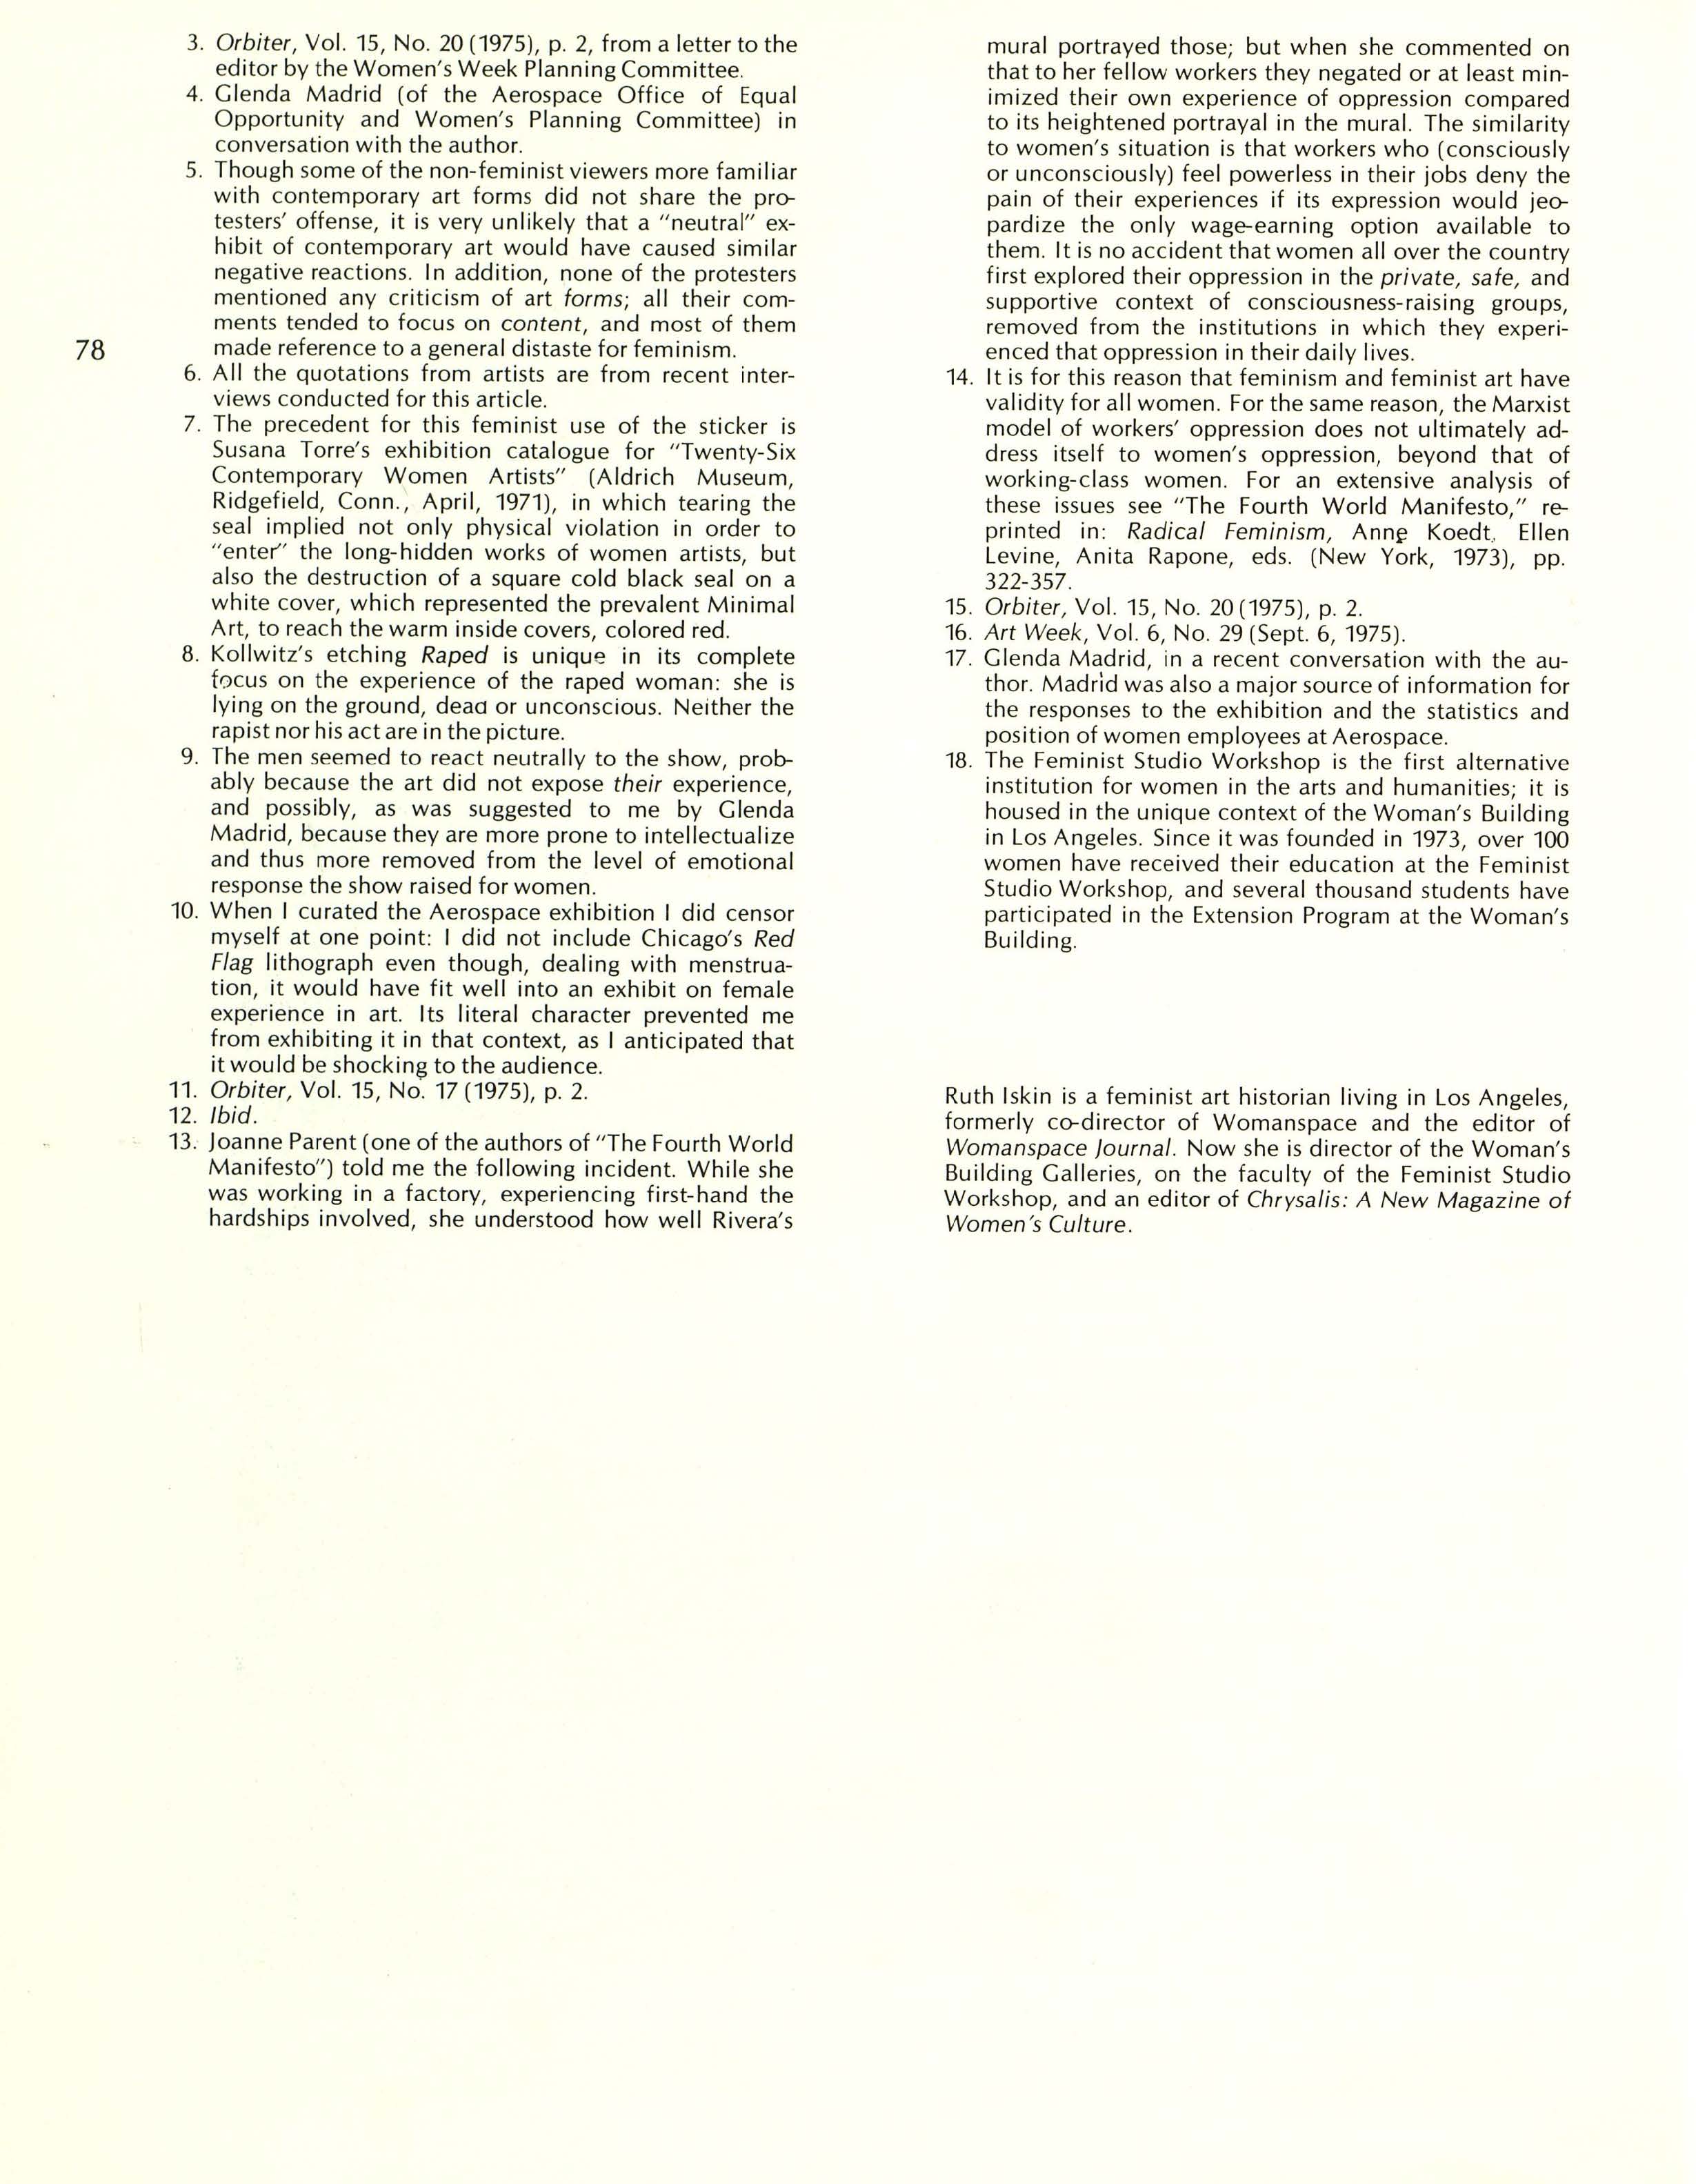 3. Orbiter, Vol. 15, No. 20 (1975), p. 2, from a letter to the
editor by the Women's Week Planning Committee.
4. Glenda Madrid (of the Aerospace Office of Equal
Opportunity and Women's Planning Committee) in
conversation with the author.
5. Though some of the non-feminist viewers more familiar
with contemporary art forms did not share the pro-
testers' offense, it is very unlikely that a "neutral" ex-
hibit of contemporary art would have caused similar
negative reactions. In addition, none of the protesters
mentioned any criticism of art forms; all their com-
ments tended to focus on content, and most of them
made reference to a general distaste for feminism.
78
6. All the quotations from artists are from recent inter-
views conducted for this article.
7. The precedent for this feminist use of the sticker is
Susana Torre's exhibition catalogue for "Twenty-Six
Contemporary Women Artists" (Aldrich Museum,
Ridgefield, Conn., April, 1971), in which tearing the
seal implied not only physical violation in order to
"enter" the long-hidden works of women artists, but
also the destruction of a square cold black seal on a
white cover, which represented the prevalent Minimal
Art, to reach the warm inside covers, colored red.
8. Kollwitz's etching Raped is unique in its complete
focus on the experience of the raped woman: she is
lying on the ground, dead or unconscious. Neither the
rapist nor his act are in the picture.
9. The men seemed to react neutrally to the show, prob-
ably because the art did not expose their experience,
and possibly, as was suggested to me by Glenda
Madrid, because they are more prone to intellectualize
and thus more removed from the level of emotional
response the show raised for women.
10. When I curated the Aerospace exhibition I did censor
myself at one point: I did not include Chicago's Red
Flag lithograph even though, dealing with menstrua-
tion, it would have fit well into an exhibit on female
experience in art. Its literal character prevented me
from exhibiting it in that context, as I anticipated that
it would be shocking to the audience.
11. Orbiter, Vol. 15, No. 17 (1975), p. 2.
12. Ibid.
13. Joanne Parent (one of the authors of "The Fourth World
Manifesto") told me the following incident. While she
was working in a factory, experiencing first-hand the
hardships involved, she understood how well Rivera's
mural portrayed those; but when she commented on
that to her fellow workers they negated or at least min-
imized their own experience of oppression compared
to its heightened portrayal in the mural. The similarity
to women's situation is that workers who (consciously
or unconsciously) feel powerless in their jobs deny the
pain of their experiences if its expression would jeo-
pardize the only wage-earning option available to
them. It is no accident that women all over the country
first explored their oppression in the private, safe, and
supportive context of consciousness-raising groups,
removed from the institutions in which they experi-
enced that oppression in their daily lives.
14. It is for this reason that feminism and feminist art have
validity for all women. For the same reason, the Marxist
model of workers' oppression does not ultimately ad-
dress itself to women's oppression, beyond that of
working-class women. For an extensive analysis of
these issues see "The Fourth World Manifesto," re-
printed in: Radical Feminism, Anne Koedt, Ellen
Levine, Anita Rapone, eds. (New York, 1973), pp.
322-357.
15. Orbiter, Vol. 15, No. 20 (1975), p. 2.
16. Art Week, Vol. 6, No. 29 (Sept. 6, 1975).
17. Glenda Madrid, in a recent conversation with the au-
thor. Madrid was also a major source of information for
the responses to the exhibition and the statistics and
position of women employees at Aerospace.
18. The Feminist Studio Workshop is the first alternative
institution for women in the arts and humanities; it is
housed in the unique context of the Woman's Building
in Los Angeles. Since it was founded in 1973, over 100
women have received their education at the Feminist
Studio Workshop, and several thousand students have
participated in the Extension Program at the Woman's
Building.
Ruth Iskin is a feminist art historian living in Los Angeles,
formerly co-director of Womanspace and the editor of
Womanspace Journal. Now she is director of the Woman's
Building Galleries, on the faculty of the Feminist Studio
Workshop, and an editor of Chrysalis: A New Magazine of
Women's Culture.